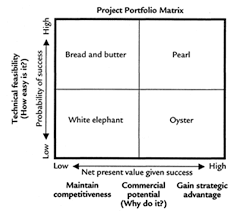 Project Portfolio Matrix
High
Technical feasibility
(How easy is it?)
Probability of success
Bread and butter
Pearl
White elephant
Oyster
Low
Low
High
Net present value given success
Maintain
competitiveness
Commercial
potential
(Why do it?)
Gain strategic
advantage